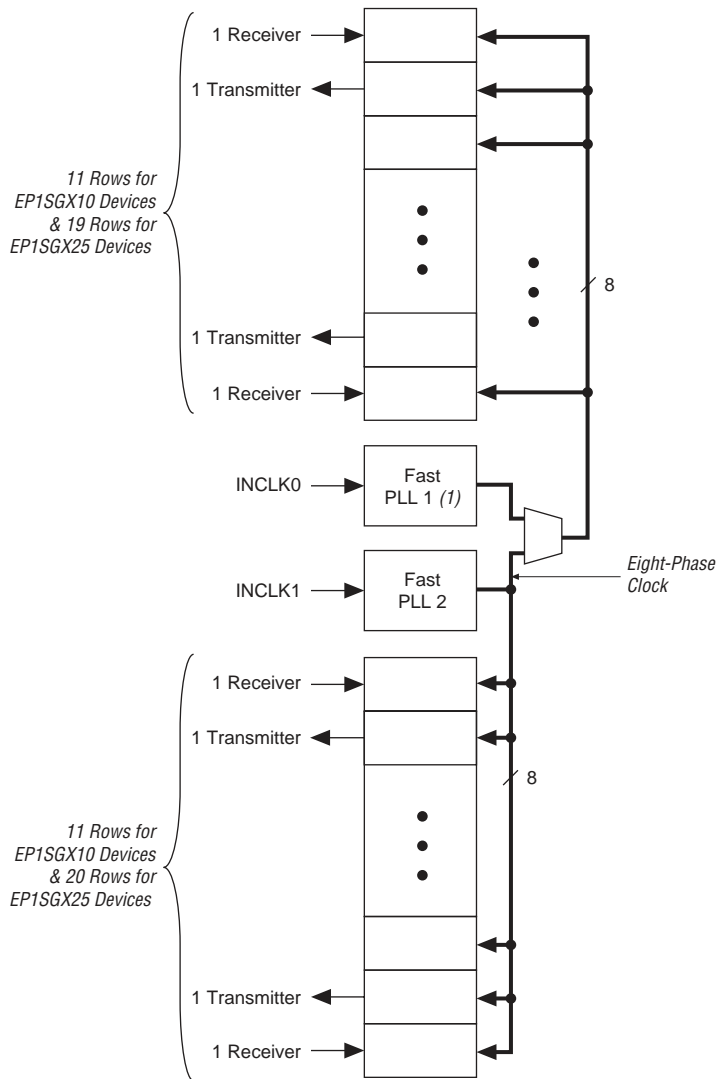 1 Receiver
1 Transmitter
11 Rows for
EP1SGX10 Devices
& 19 Rows for
EP1SGX25 Devices
8
1 Transmitter
1 Receiver
INCLK0
Fast
PLL 1 (1)
INCLK1
Fast
PLL 2
Eight-Phase
Clock
1 Receiver
1 Transmitter
8
11 Rows for
EP1SGX10 Devices
& 20 Rows for
EP1SGX25 Devices
1 Transmitter
1 Receiver